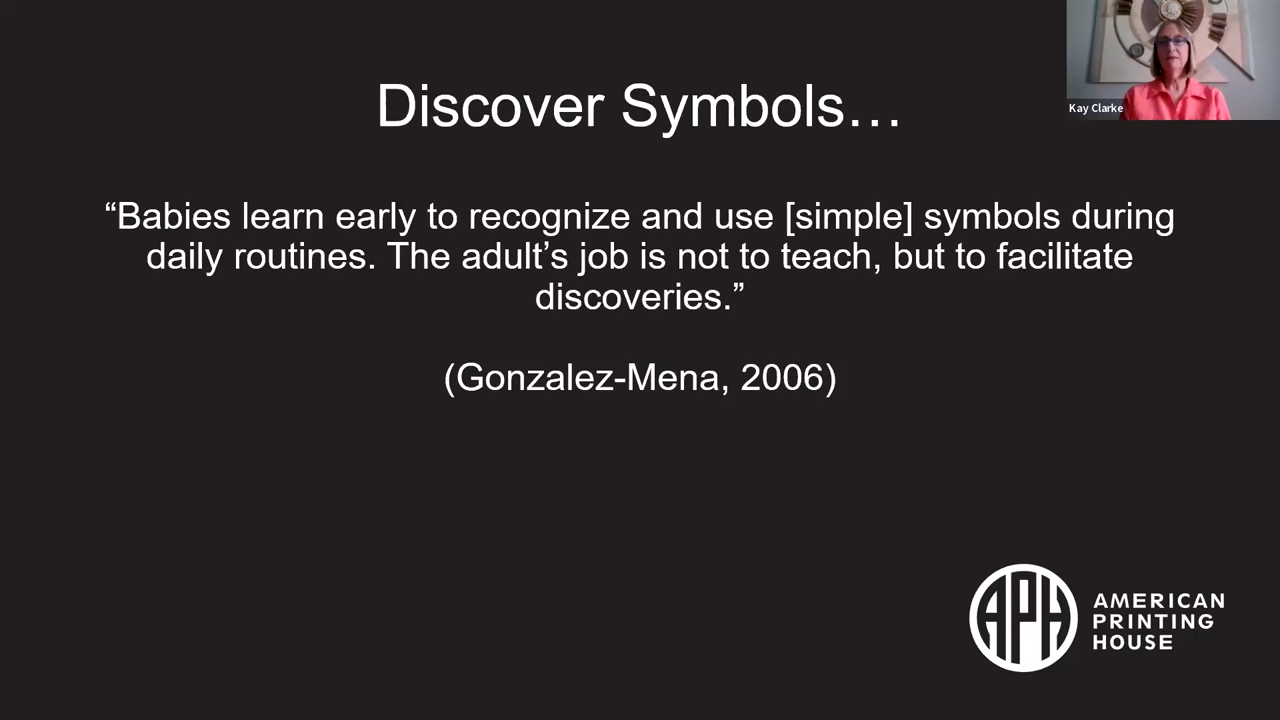 Discover Symbols…
Kay Clarke
“Babies learn early to recognize and use [simple] symbols during
daily routines. The adult’s job is not to teach, but to facilitate
discoveries.”
(Gonzalez-Mena, 2006)
APH
AMERICAN
PRINTING
HOUSE